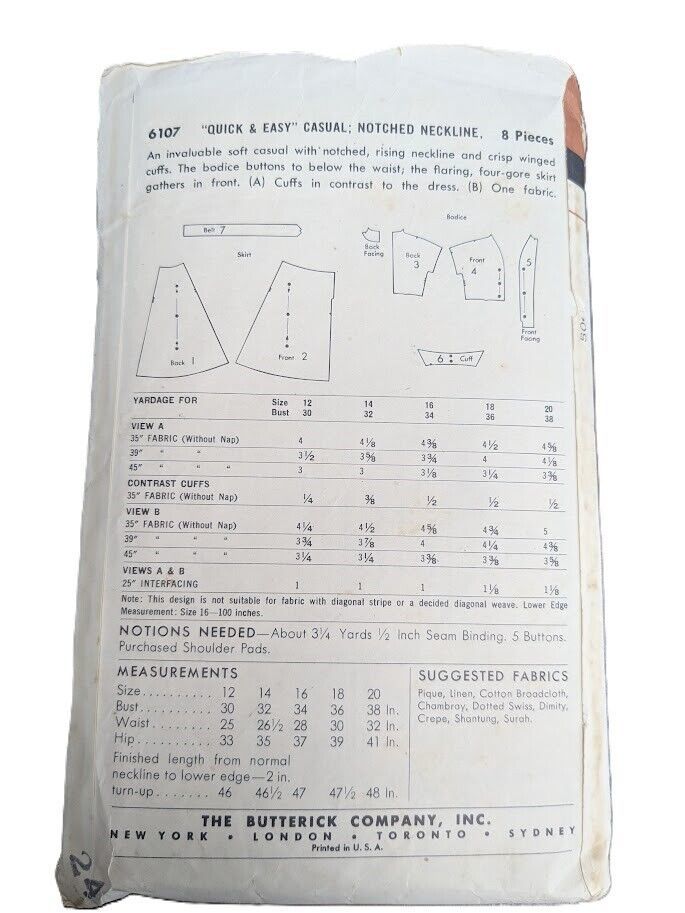 6107 "QUICK & EASY" CASUAL; NOTCHED NECKLINE. 8 Pieces
An invaluable soft casual with notched, rising neckline and crisp winged
cuffs. The bodice buttons to below the waist; the flaring, four-gore skirt
gathers in front. (A) Cuffs in contrast to the dress. (B) One fabric.
Bodice
Belt 7
Skirt
Back Facing
Back 3
Front 4
5
Front Facing
Back 1
Front 2
6 Cuff
50¢
YARDAGE FOR Size 12 14 16 18 20
Bust 30 32 34 36 38
VIEW A
35" FABRIC (Without Nap) 4 4⅛ 4⅜ 4½ 4⅝
39" " " 3½ 3⅝ 3¾ 4 4⅛
45" " " " 3 3 3⅛ 3¼ 3⅜
CONTRAST CUFFS
35" FABRIC (Without Nap) ¼ ⅜ ½ ½ ½
VIEW B
35" FABRIC (Without Nap) 4¼ 4½ 4⅝ 4¾ 5
39" " " " 3¾ 3⅞ 4 4¼ 4⅜
45" " " " 3¼ 3¼ 3⅜ 3⅜ 3⅝
VIEWS A & B
25" INTERFACING 1 1 1 1⅛ 1⅛
Note: This design is not suitable for fabric with diagonal stripe or a decided diagonal weave. Lower Edge
Measurement: Size 16—100 inches.
NOTIONS NEEDED—About 3¼ Yards ½ Inch Seam Binding. 5 Buttons.
Purchased Shoulder Pads.
MEASUREMENTS
Size.......... 12 14 16 18 20
Bust.......... 30 32 34 36 38 In.
Waist......... 25 26½ 28 30 32 In.
Hip........... 33 35 37 39 41 In.
Finished length from normal
neckline to lower edge—2 in.
turn-up....... 46 46½ 47 47½ 48 In.
SUGGESTED FABRICS
Pique, Linen, Cotton Broadcloth,
Chambray, Dotted Swiss, Dimity,
Crepe, Shantung, Surah.
THE BUTTERICK COMPANY, INC.
NEW YORK • LONDON • TORONTO • SYDNEY
Printed in U. S. A.
24